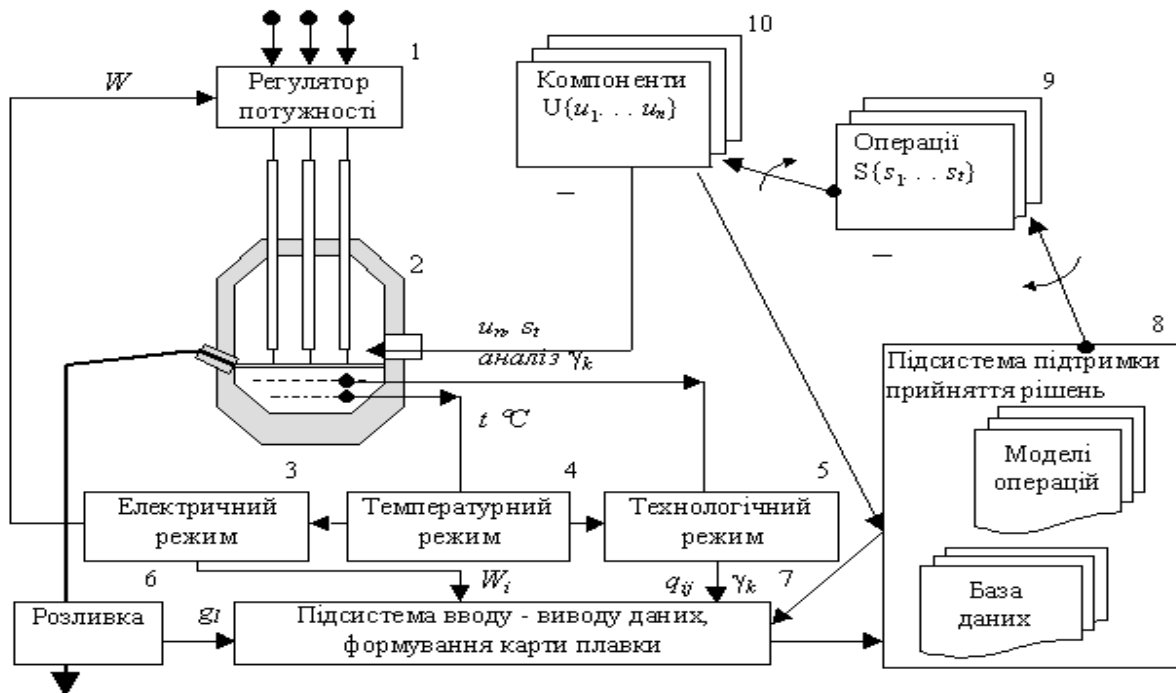 1
W
Регулятор
потужності
10
Компоненти
U{u₁. . . uₙ}
_
9
Операції
S{s₁. . . sₜ}
_
2
uₙ, sₜ
аналіз γₖ
t °C
8
Підсистема підтримки
прийняття рішень
Моделі
операцій
База
даних
3
Електричний
режим
4
Температурний
режим
5
Технологічний
режим
6
Розливка
gₗ
Wᵢ
qᵢⱼ γₖ
7
Підсистема вводу - виводу даних,
формування карти плавки